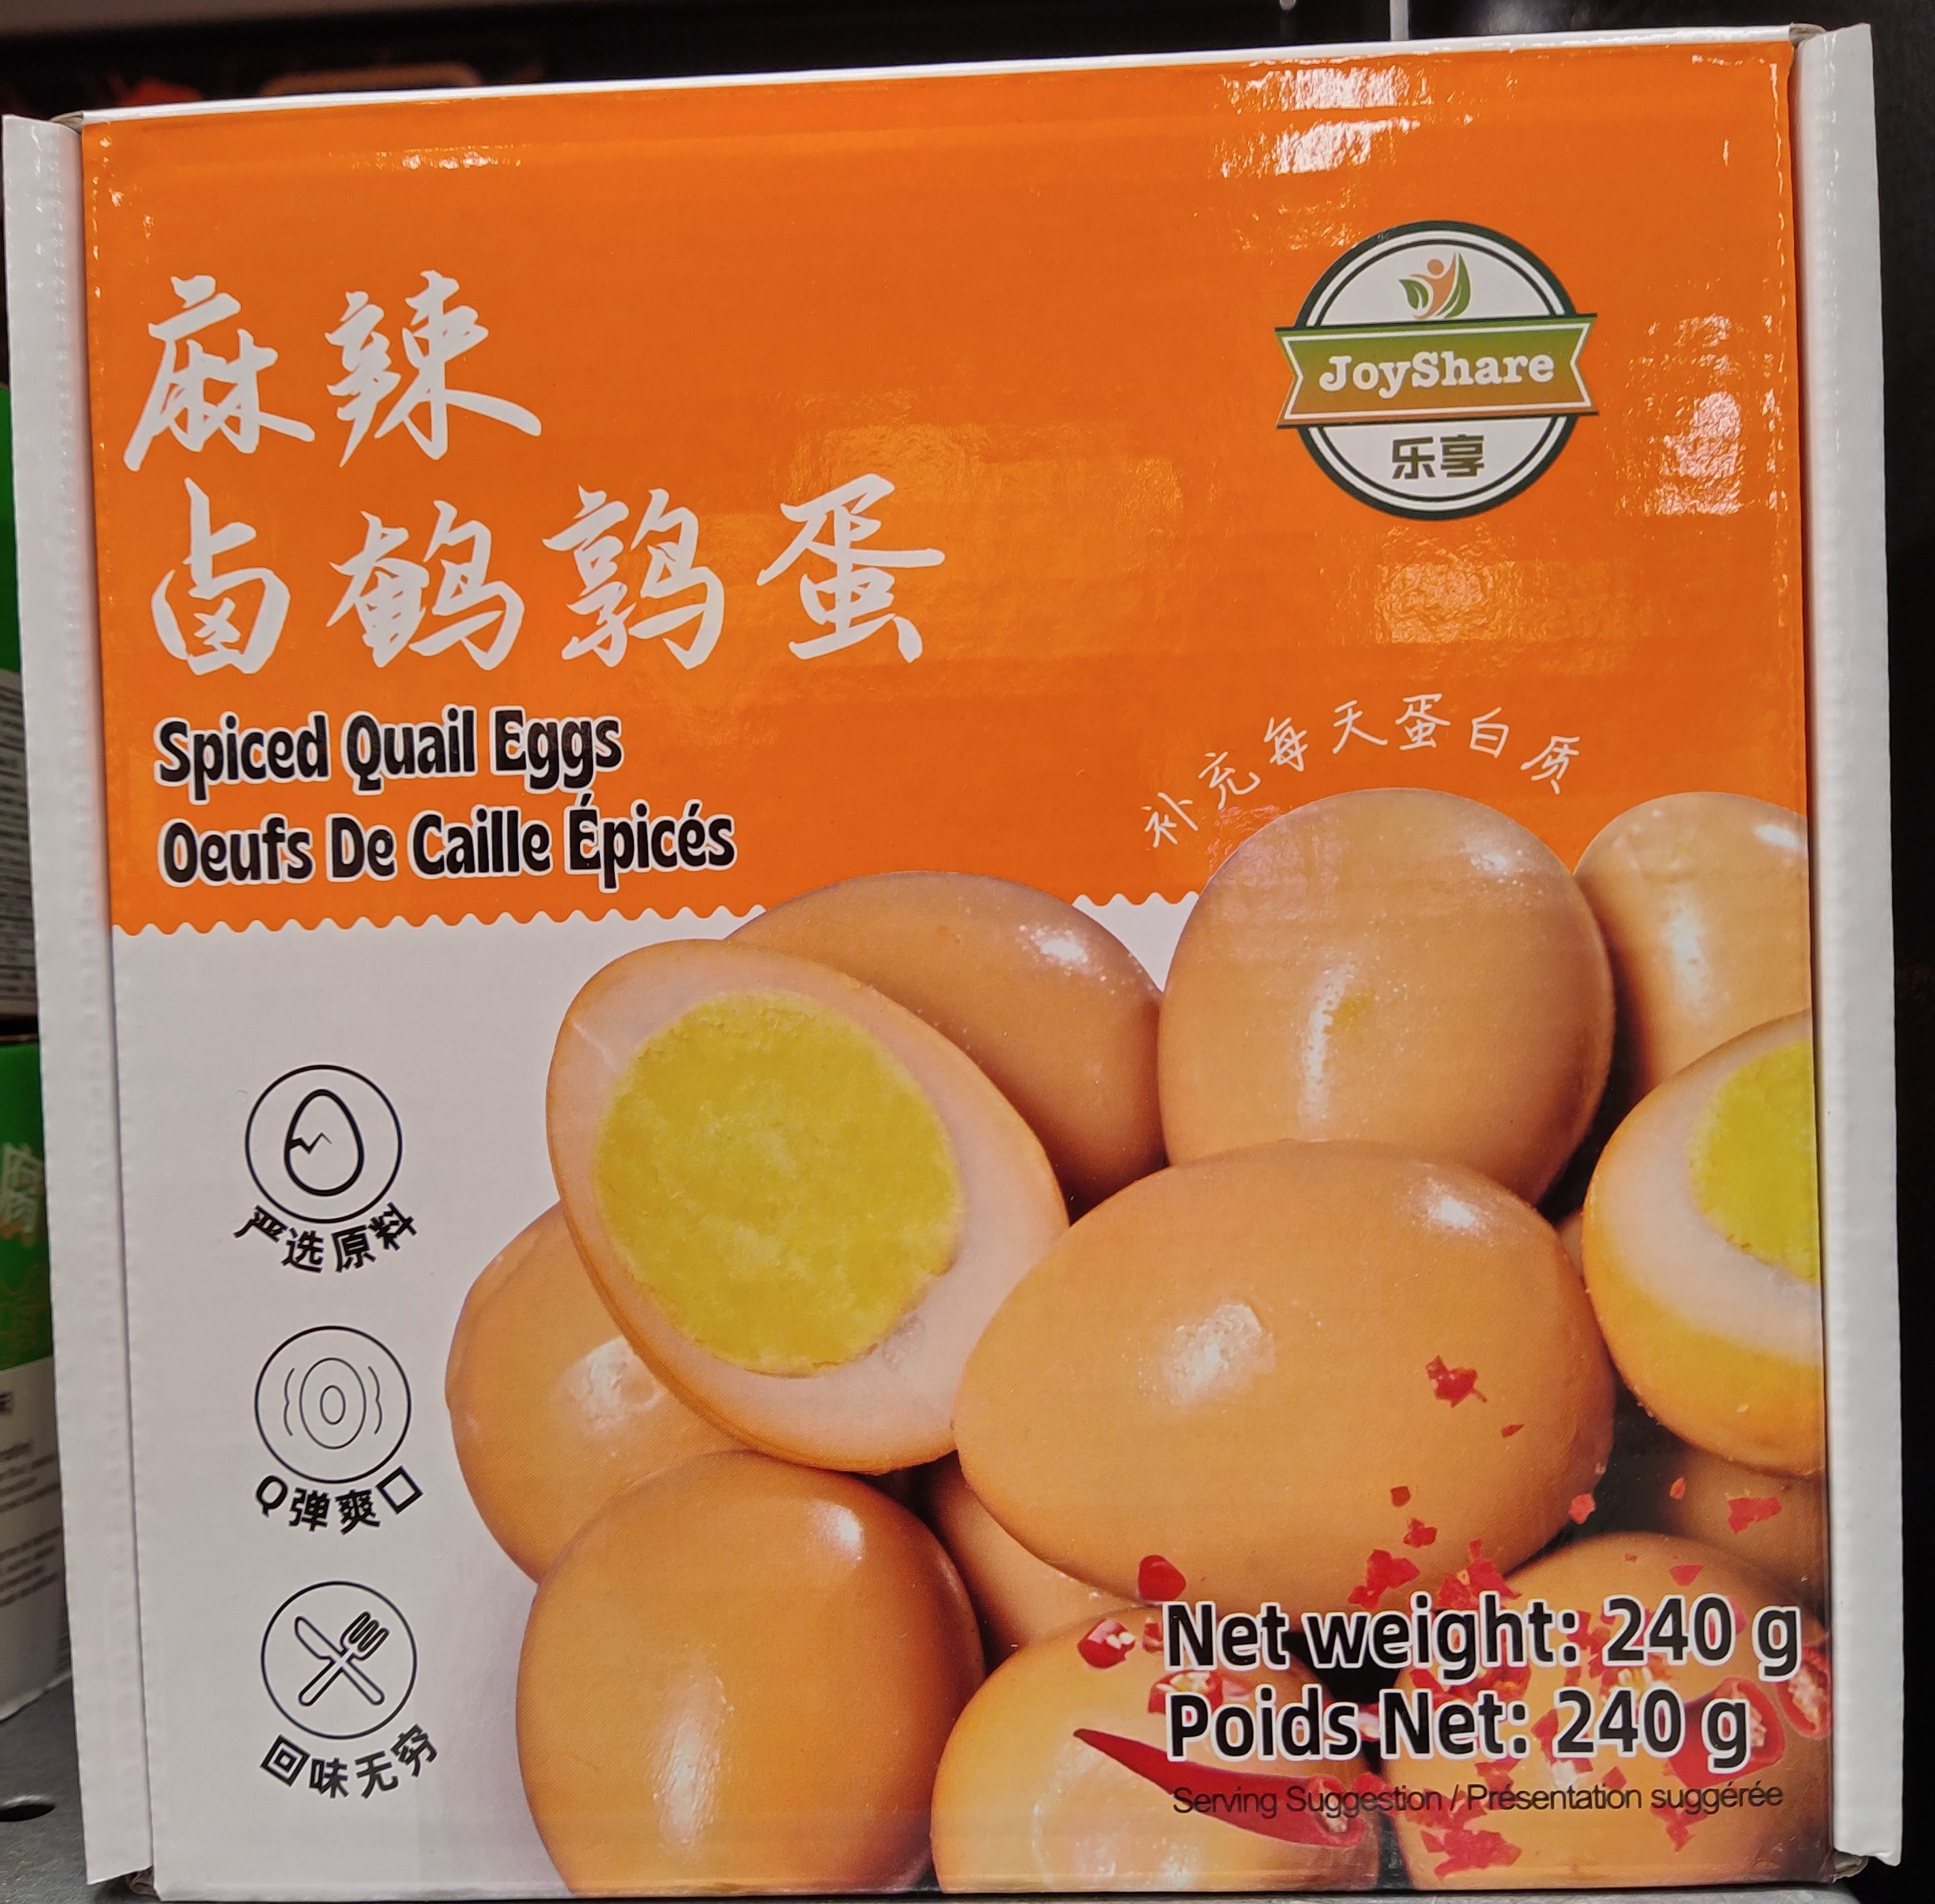 麻辣
卤鹌鹑蛋
Spiced Quail Eggs
Oeufs De Caille Épicés
JoyShare
乐享
补充每天蛋白质
严选原料
Q弹爽口
回味无穷
Net weight: 240 g
Poids Net: 240 g
Serving Suggestion / Présentation suggérée